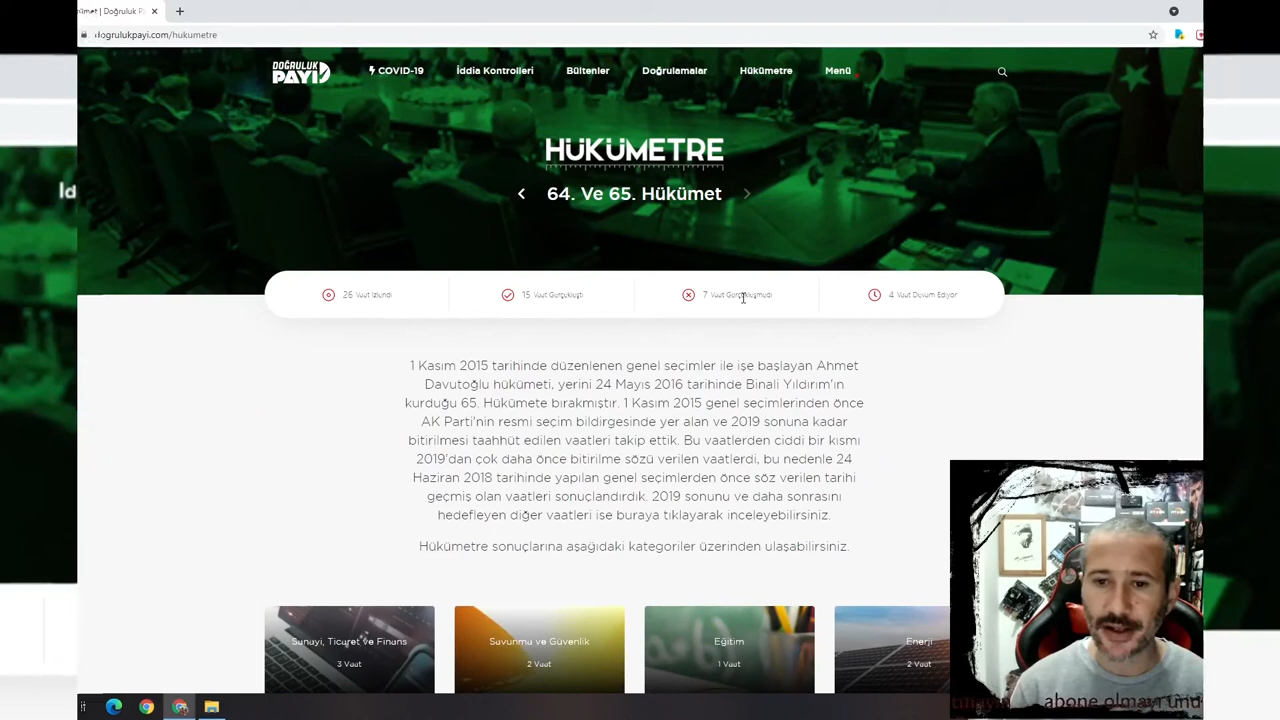 ümet | Doğruluk P
dogrulukpayi.com/hukumet
DOĞRULUK PAYI
COVID-19
İddia Kontrolleri
Bültenler
Doğrulamalar
Hükümetre
Menü
HÜKÜMETRE
64. Ve 65. Hükümet
26 Vaat İzlendi
15 Vaat Gerçekleşti
7 Vaat Gerçekleşmedi
4 Vaat Devam Ediyor
1 Kasım 2015 tarihinde düzenlenen genel seçimler ile işe başlayan Ahmet
Davutoğlu hükümeti, yerini 24 Mayıs 2016 tarihinde Binali Yıldırım'ın
kurduğu 65. Hükümete bırakmıştır. 1 Kasım 2015 genel seçimlerinden önce
AK Parti'nin resmi seçim bildirgesinde yer alan ve 2019 sonuna kadar
bitirilmesi taahhüt edilen vaatleri takip ettik. Bu vaatlerden ciddi bir kısmı
2019'dan çok daha önce bitirilme sözü verilen vaatlerdi, bu nedenle 24
Haziran 2018 tarihinde yapılan genel seçimlerden önce söz verilen tarihi
geçmiş olan vaatleri sonuçlandırdık. 2019 sonunu ve daha sonrasını
hedefleyen diğer vaatleri ise buraya tıklayarak inceleyebilirsiniz.
Hükümetre sonuçlarına aşağıdaki kategoriler üzerinden ulaşabilirsiniz.
Sanayi, Ticaret ve Finans
3 Vaat
Savunma ve Güvenlik
2 Vaat
Eğitim
1 Vaat
Enerji
2 Vaat
abone olmayı unu